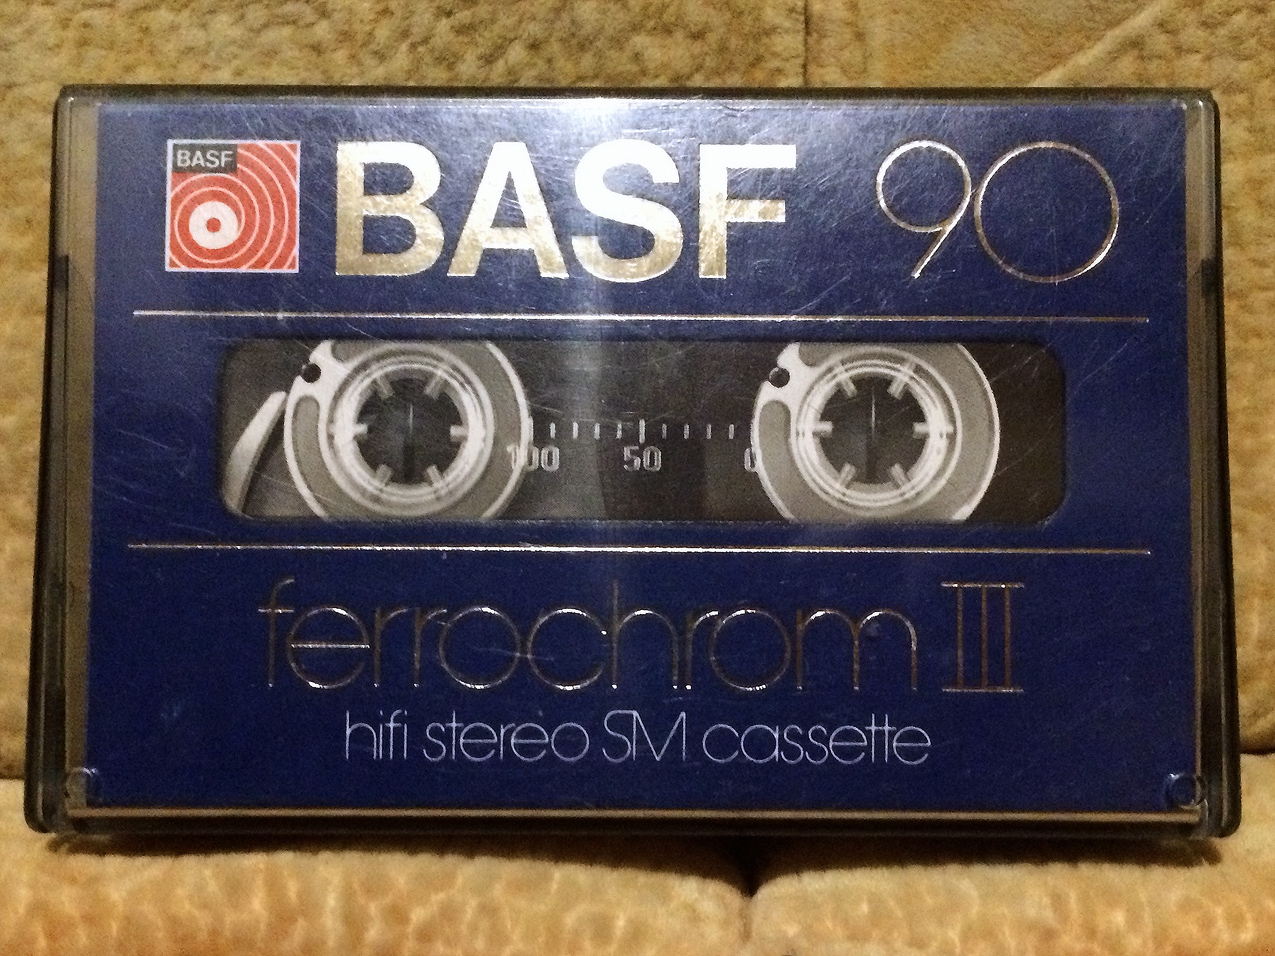 BASF
BASF 90
100 50 0
ferrochrom III
hifi stereo SM cassette